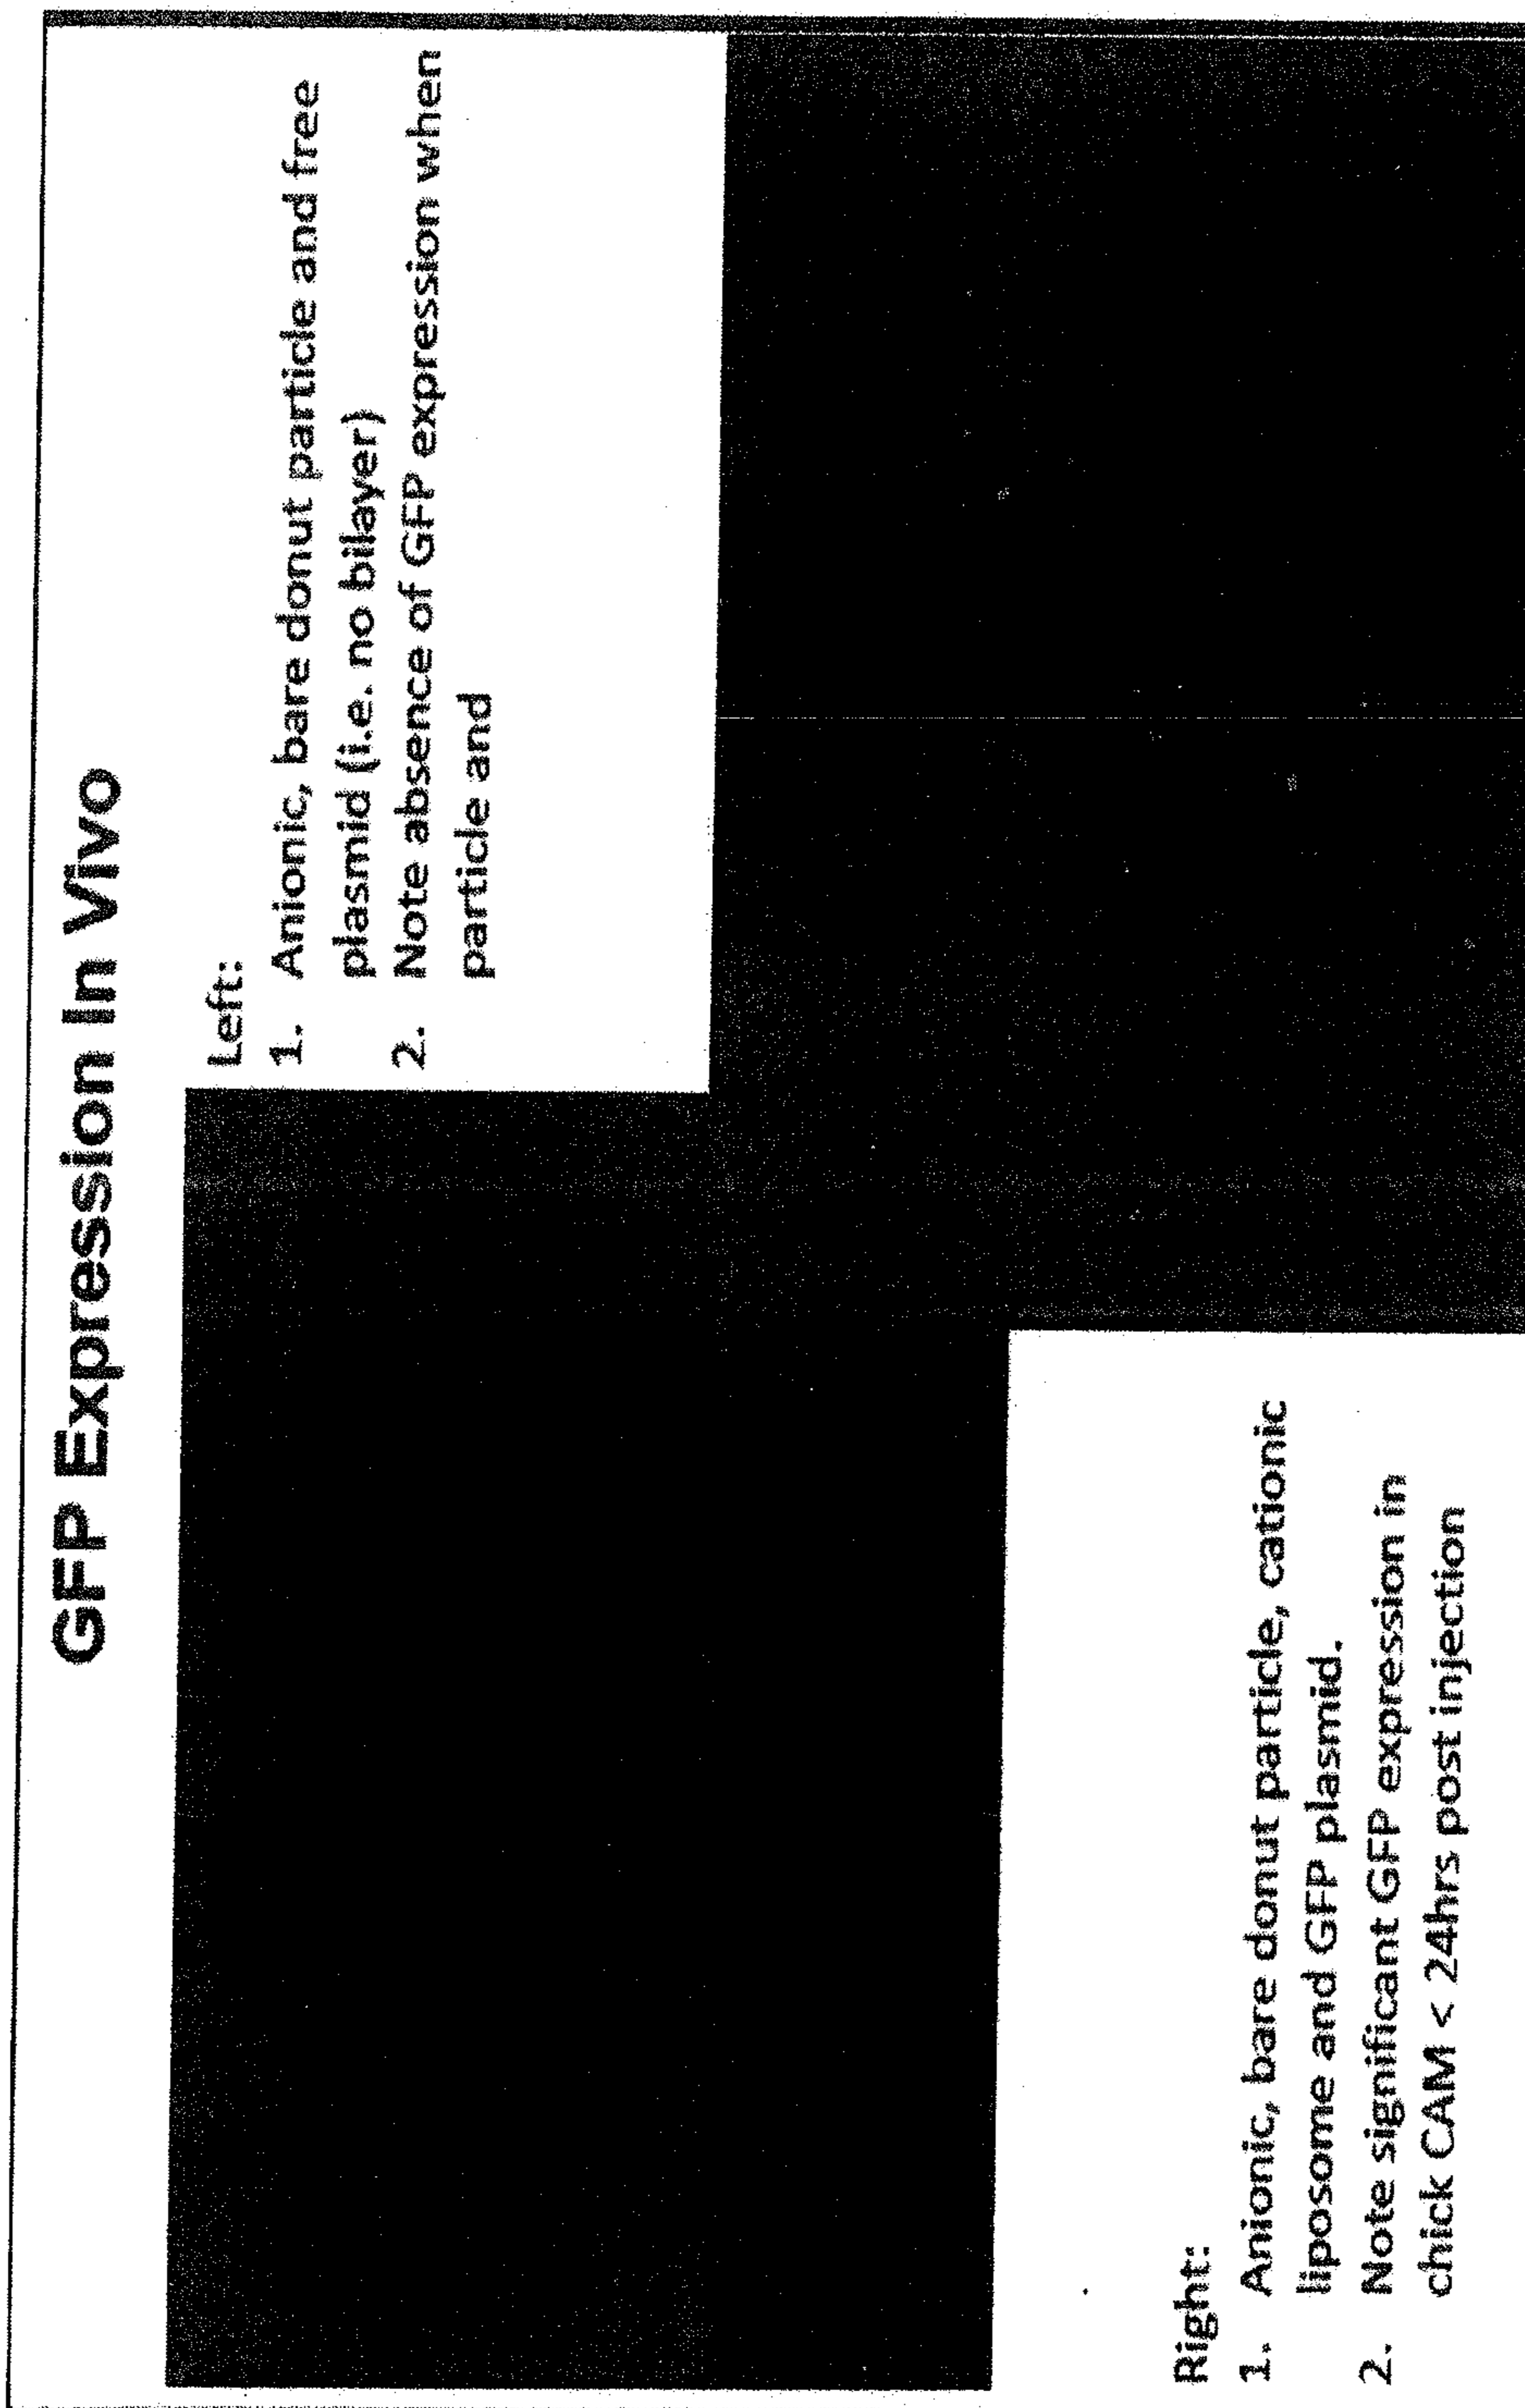 GFP Expression In Vivo
Left:
1. Anionic, bare donut particle and free
plasmid (i.e. no bilayer)
2. Note absence of GFP expression when
particle and
Right:
1. Anionic, bare donut particle, cationic
liposome and GFP plasmid.
2. Note significant GFP expression in
chick CAM < 24hrs post injection